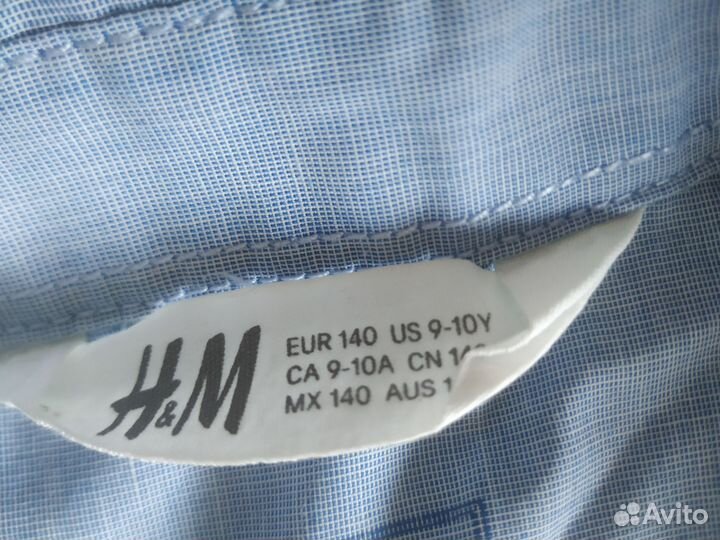 H&M
EUR 140 US 9-10Y
CA 9-10A CN
MX 140 AUS
Avito